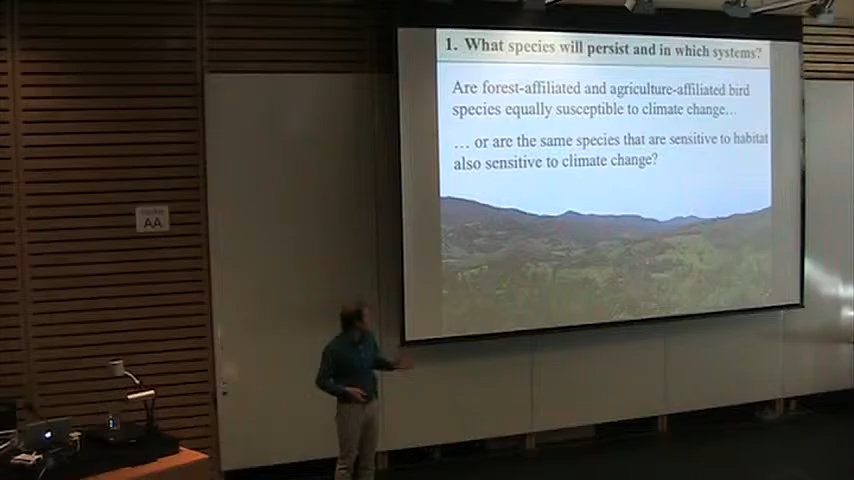 1. What species will persist and in which systems?
Are forest-affiliated and agriculture-affiliated bird
species equally susceptible to climate change…
… or are the same species that are sensitive to habitat
also sensitive to climate change?
AA